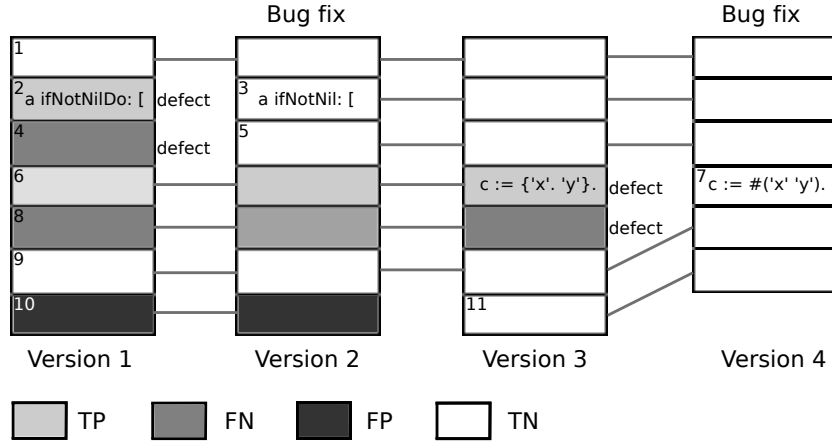 Bug fix
Bug fix
1
2 a ifNotNilDo: [ defect 3 a ifNotNil: [
4 defect 5
6 c := {'x'. 'y'}. defect 7 c := #('x' 'y').
8 defect
9
10 11
Version 1 Version 2 Version 3 Version 4
TP FN FP TN